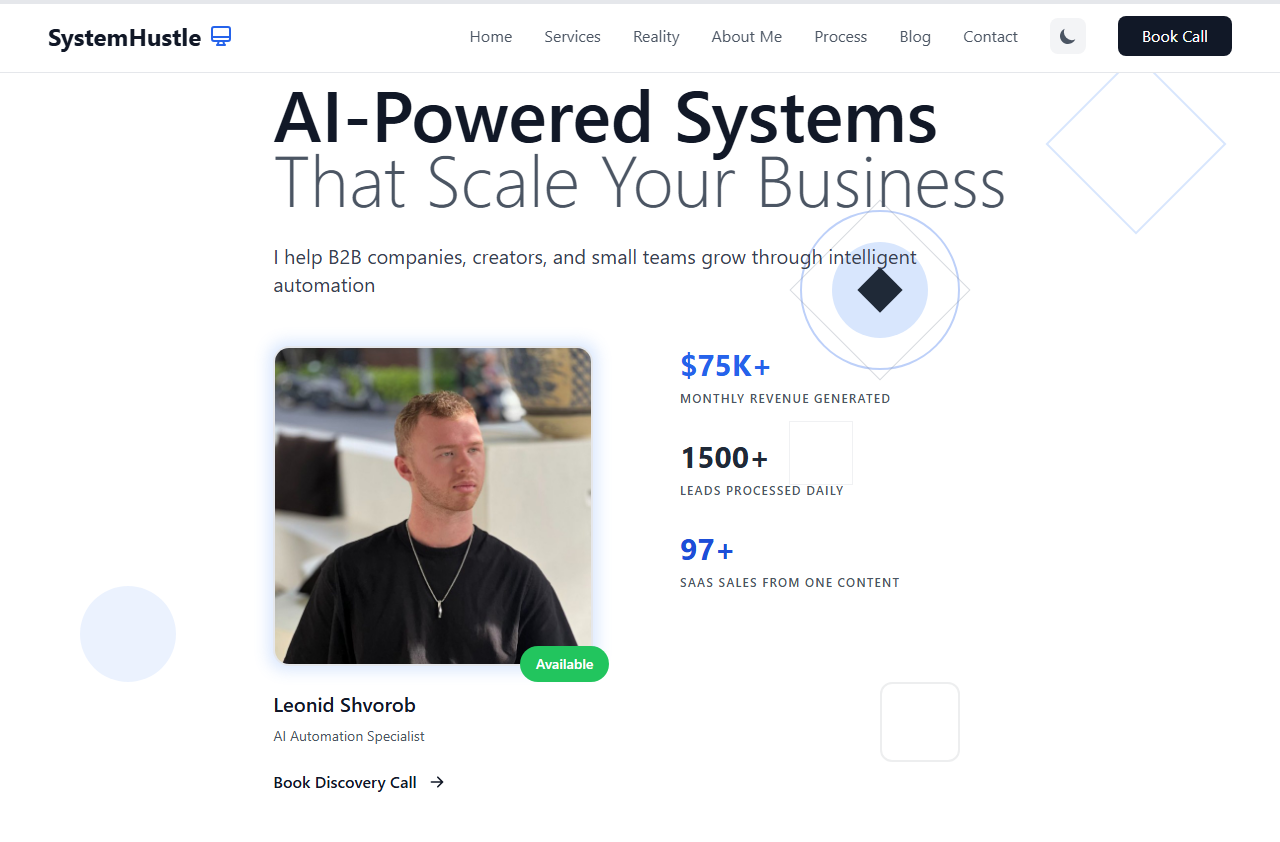 SystemHustle
Home Services Reality About Me Process Blog Contact Book Call
AI-Powered Systems
That Scale Your Business
I help B2B companies, creators, and small teams grow through intelligent
automation
$75K+
MONTHLY REVENUE GENERATED
1500+
LEADS PROCESSED DAILY
97+
SAAS SALES FROM ONE CONTENT
Available
Leonid Shvorob
AI Automation Specialist
Book Discovery Call